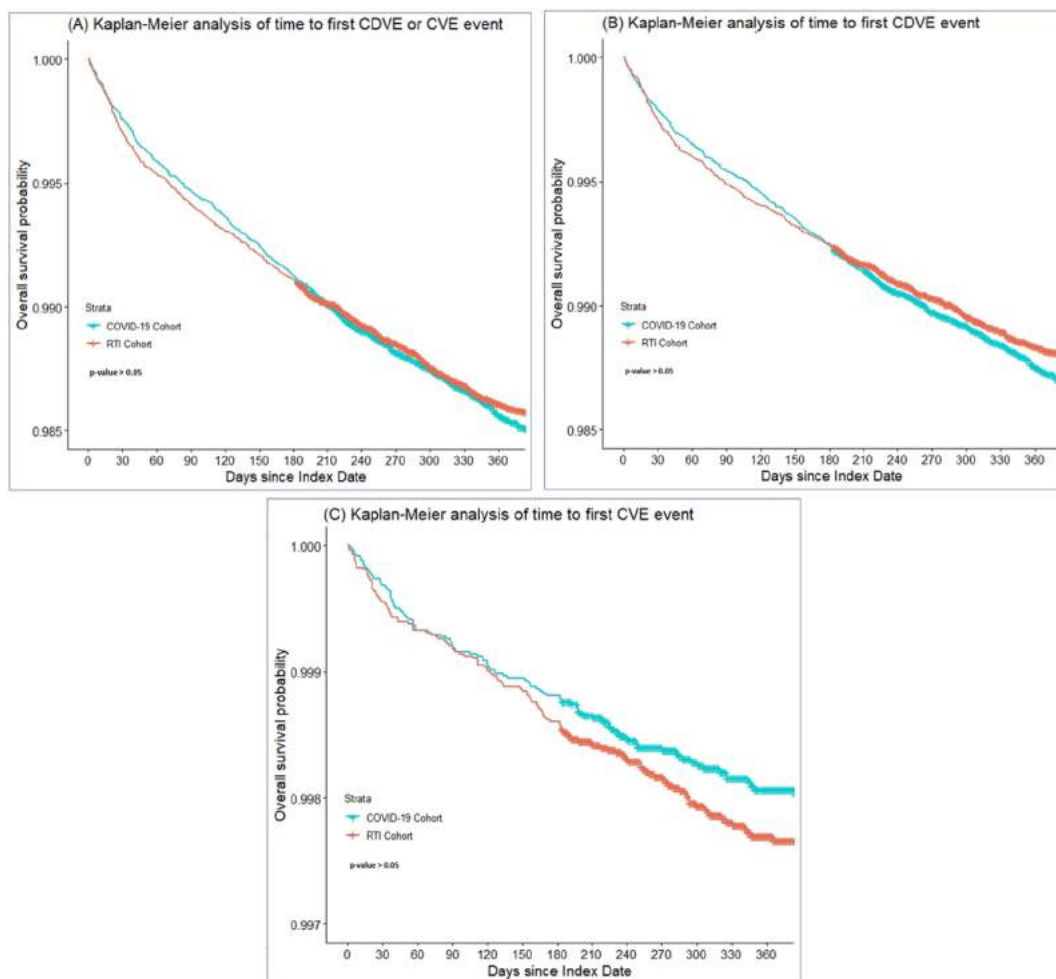 (A) Kaplan-Meier analysis of time to first CDVE or CVE event
1.000
0.995
0.990
0.985
Overall survival probability
Strata
COVID-19 Cohort
RTI Cohort
p-value > 0.05
0 30 60 90 120 150 180 210 240 270 300 330 360
Days since Index Date
(B) Kaplan-Meier analysis of time to first CDVE event
1.000
0.995
0.990
0.985
Overall survival probability
Strata
COVID-19 Cohort
RTI Cohort
p-value > 0.05
0 30 60 90 120 150 180 210 240 270 300 330 360
Days since Index Date
(C) Kaplan-Meier analysis of time to first CVE event
1.000
0.999
0.998
0.997
Overall survival probability
Strata
COVID-19 Cohort
RTI Cohort
p-value > 0.05
0 30 60 90 120 150 180 210 240 270 300 330 360
Days since Index Date